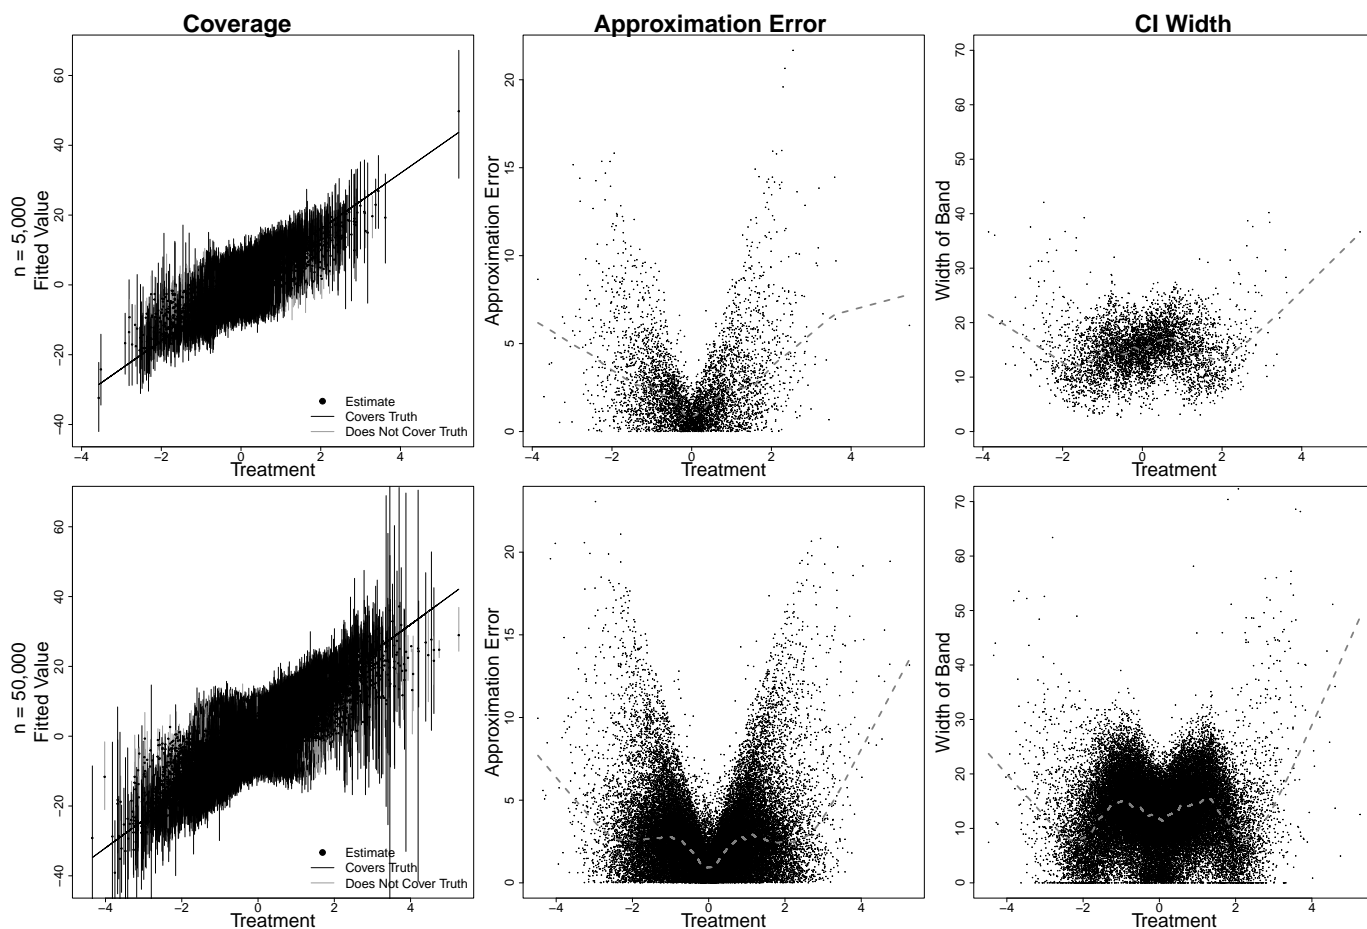 Coverage
Approximation Error
CI Width
n = 5,000
Fitted Value
60
40
20
0
−20
−40
Estimate
Covers Truth
Does Not Cover Truth
−4 −2 0 2 4
Treatment
Approximation Error
20
15
10
5
0
−4 −2 0 2 4
Treatment
Width of Band
70
60
50
40
30
20
10
0
−4 −2 0 2 4
Treatment
n = 50,000
Fitted Value
60
40
20
0
−20
−40
Estimate
Covers Truth
Does Not Cover Truth
−4 −2 0 2 4
Treatment
Approximation Error
20
15
10
5
0
−4 −2 0 2 4
Treatment
Width of Band
70
60
50
40
30
20
10
0
−4 −2 0 2 4
Treatment